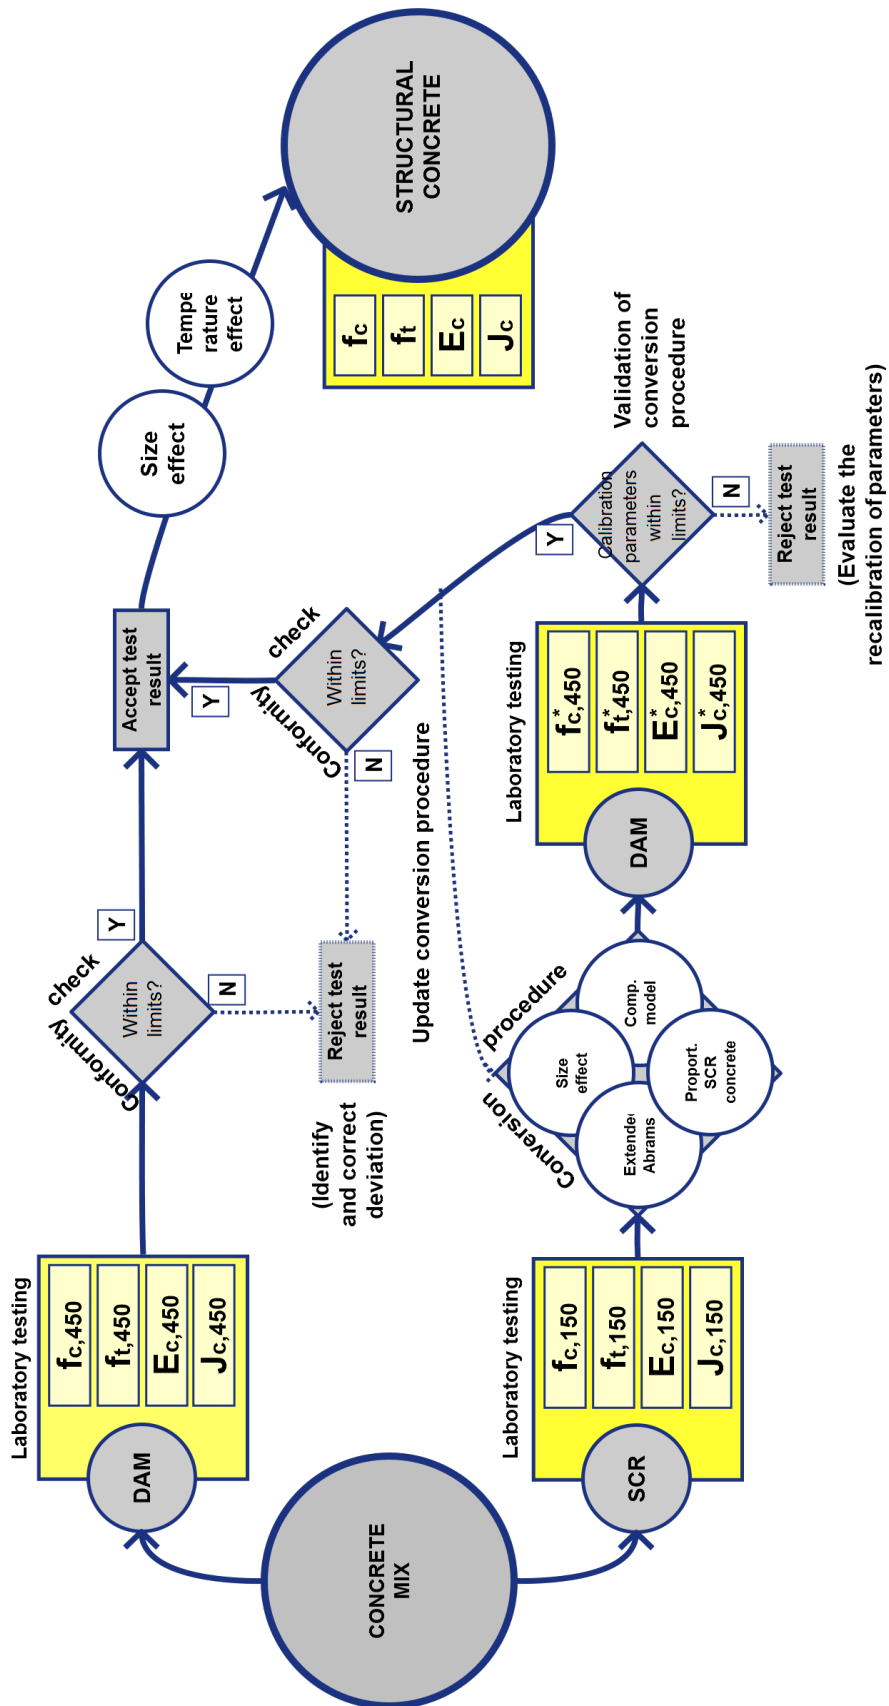 CONCRETE
MIX
Laboratory testing
DAM
fc,450
ft,450
Ec,450
Jc,450
Conformity check
Within
limits?
Y
N
Reject test
result
(Identify
and correct
deviation)
Accept test
result
Size
effect
Tempe
rature
effect
STRUCTURAL
CONCRETE
fc
ft
Ec
Jc
Laboratory testing
SCR
fc,150
ft,150
Ec,150
Jc,150
Conversion procedure
Size
effect
Extende
Abrams
Comp.
model
Proport.
SCR
concrete
Update conversion procedure
Laboratory testing
DAM
f*c,450
f*t,450
E*c,450
J*c,450
Calibration
parameters
within
limits?
Validation of
conversion
procedure
Y
N
Reject test
result
(Evaluate the
recalibration of parameters)
Conformity check
Within
limits?
Y
N